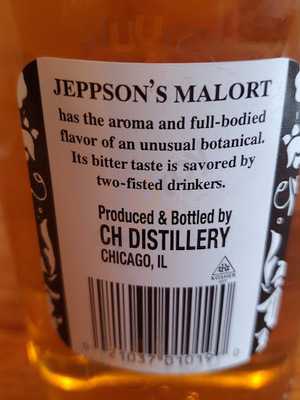 JEPPSON'S MALORT
has the aroma and full-bodied
flavor of an unusual botanical.
Its bitter taste is savored by
two-fisted drinkers.
Produced & Bottled by
CH DISTILLERY
CHICAGO, IL